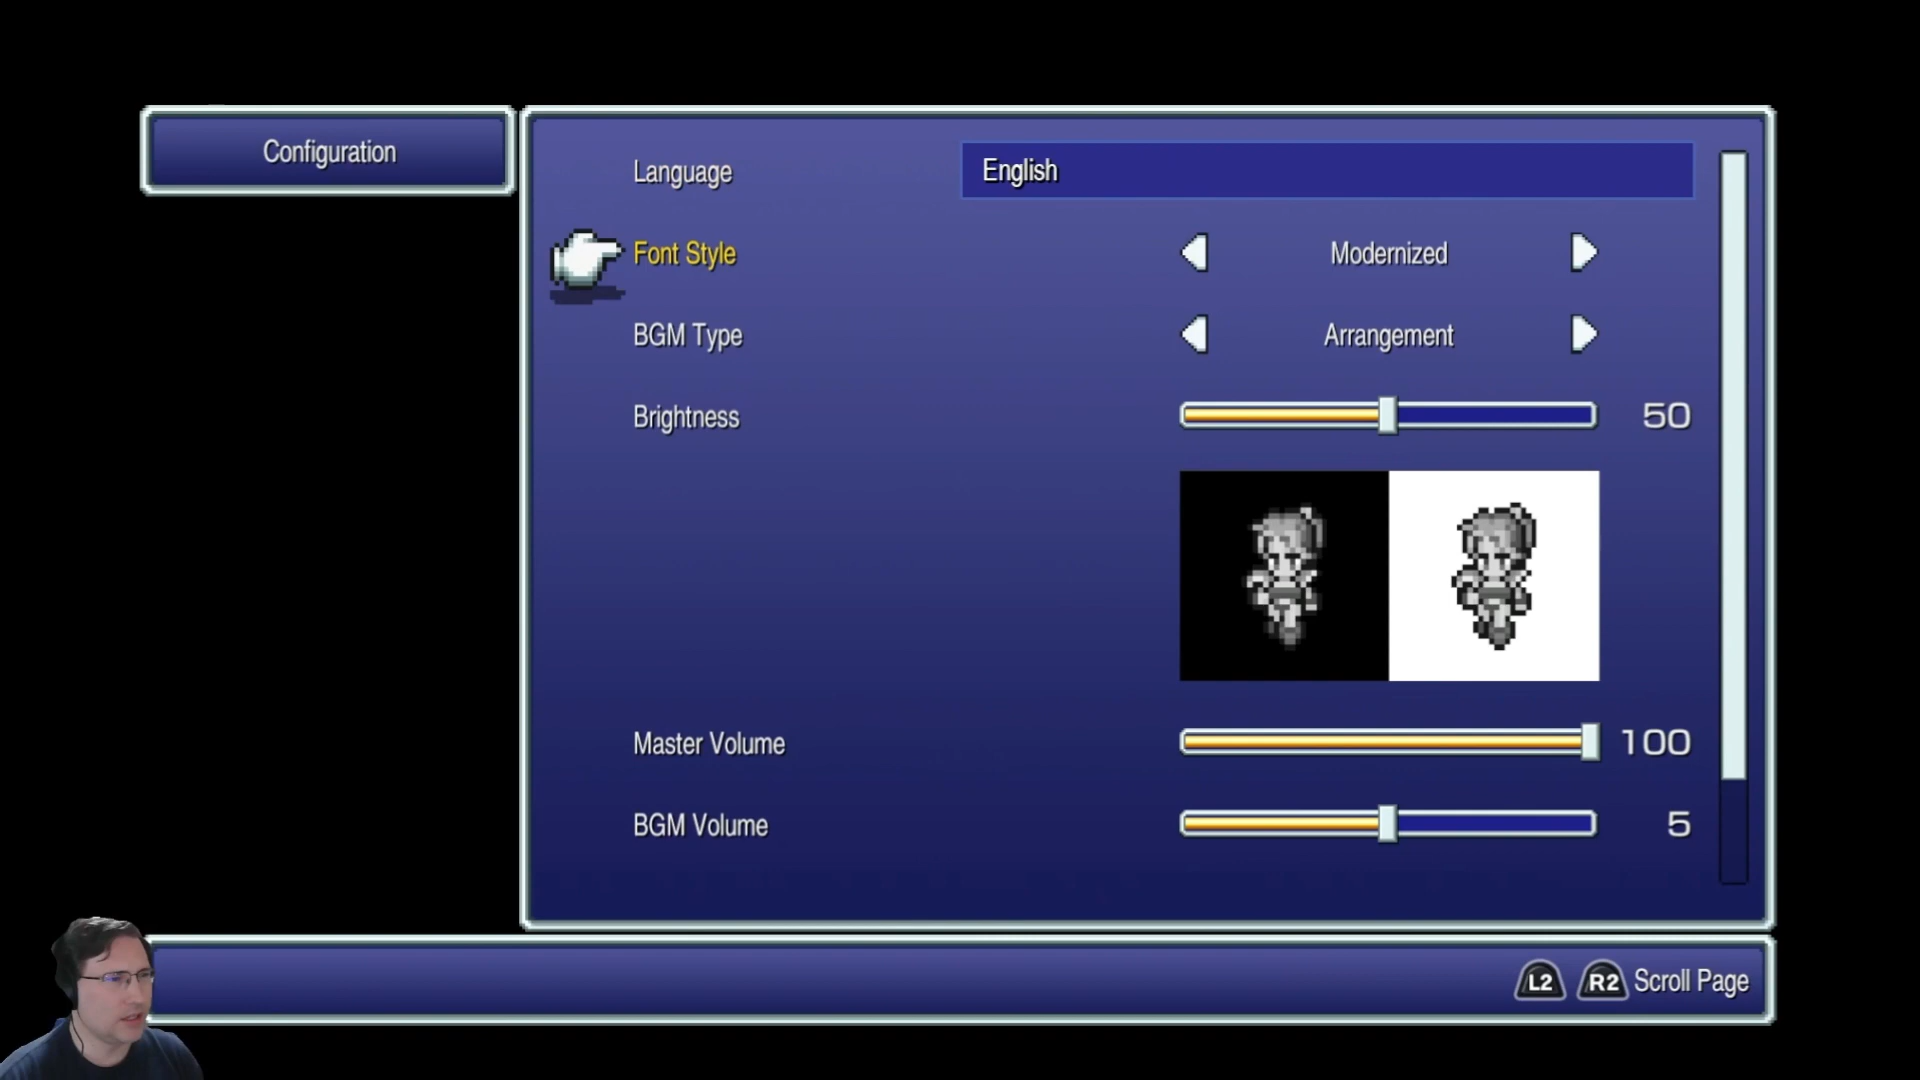 Configuration
Language English
Font Style Modernized
BGM Type Arrangement
Brightness 50
Master Volume 100
BGM Volume 5
L2 R2 Scroll Page